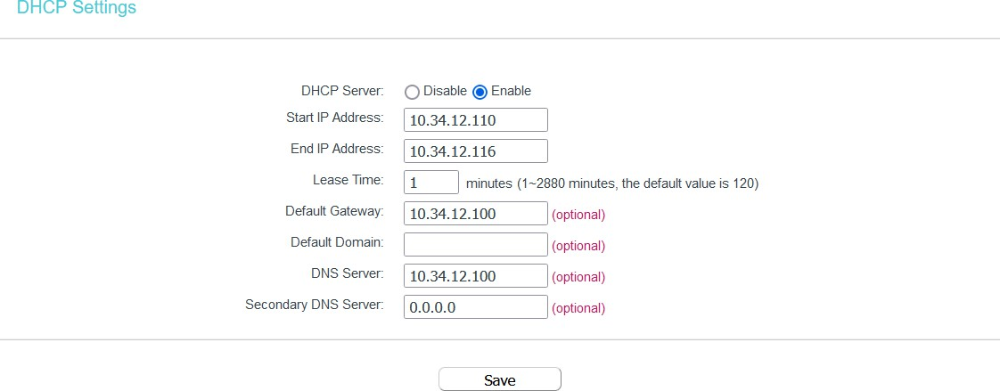 DHCP Settings
DHCP Server: Disable Enable
Start IP Address: 10.34.12.110
End IP Address: 10.34.12.116
Lease Time: 1 minutes (1~2880 minutes, the default value is 120)
Default Gateway: 10.34.12.100 (optional)
Default Domain: (optional)
DNS Server: 10.34.12.100 (optional)
Secondary DNS Server: 0.0.0.0 (optional)
Save